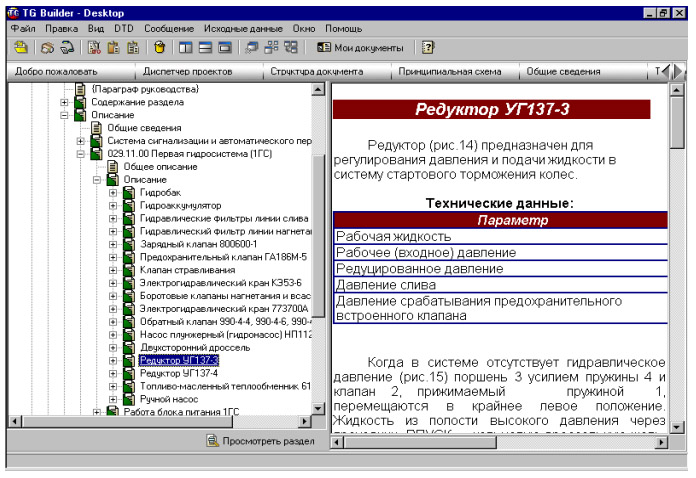 TG Builder - Desktop
Файл Правка Вид DTD Сообщение Исходные данные Окно Помощь
Мои документы
Добро пожаловать Диспетчер проектов Структура документа Принципиальная схема Общие сведения Т
{Параграф руководства}
Содержание раздела
Описание
Общие сведения
Система сигнализации и автоматического пер
029.11.00 Первая гидросистема (1ГС)
Общее описание
Описание
Гидробак
Гидроаккумулятор
Гидравлические фильтры линии слива
Гидравлический фильтр линии нагнета
Зарядный клапан 800600-1
Предохранительный клапан ГА186М-5
Клапан стравливания
Электрогидравлический кран КЭ53-6
Боротовые клапаны нагнетания и всас
Электрогидравлический кран 773700А
Обратный клапан 990-4-4, 990-4-6, 990-4
Насос плунжерный (гидронасос) НП112
Двухсторонний дроссель
Редуктор УГ137-3
Редуктор УГ137-4
Топливо-масленный теплообменник 61
Ручной насос
Работа блока питания 1ГС
Просмотреть раздел
Редуктор УГ137-3
Редуктор (рис.14) предназначен для
регулирования давления и подачи жидкости в
систему стартового торможения колес.
Технические данные:
Параметр
Рабочая жидкость
Рабочее (входное) давление
Редуцированное давление
Давление слива
Давление срабатывания предохранительного
встроенного клапана
Когда в системе отсутствует гидравлическое
давление (рис.15) поршень 3 усилием пружины 4 и
клапан 2, прижимаемый пружиной 1,
перемещаются в крайнее левое положение.
Жидкость из полости высокого давления через